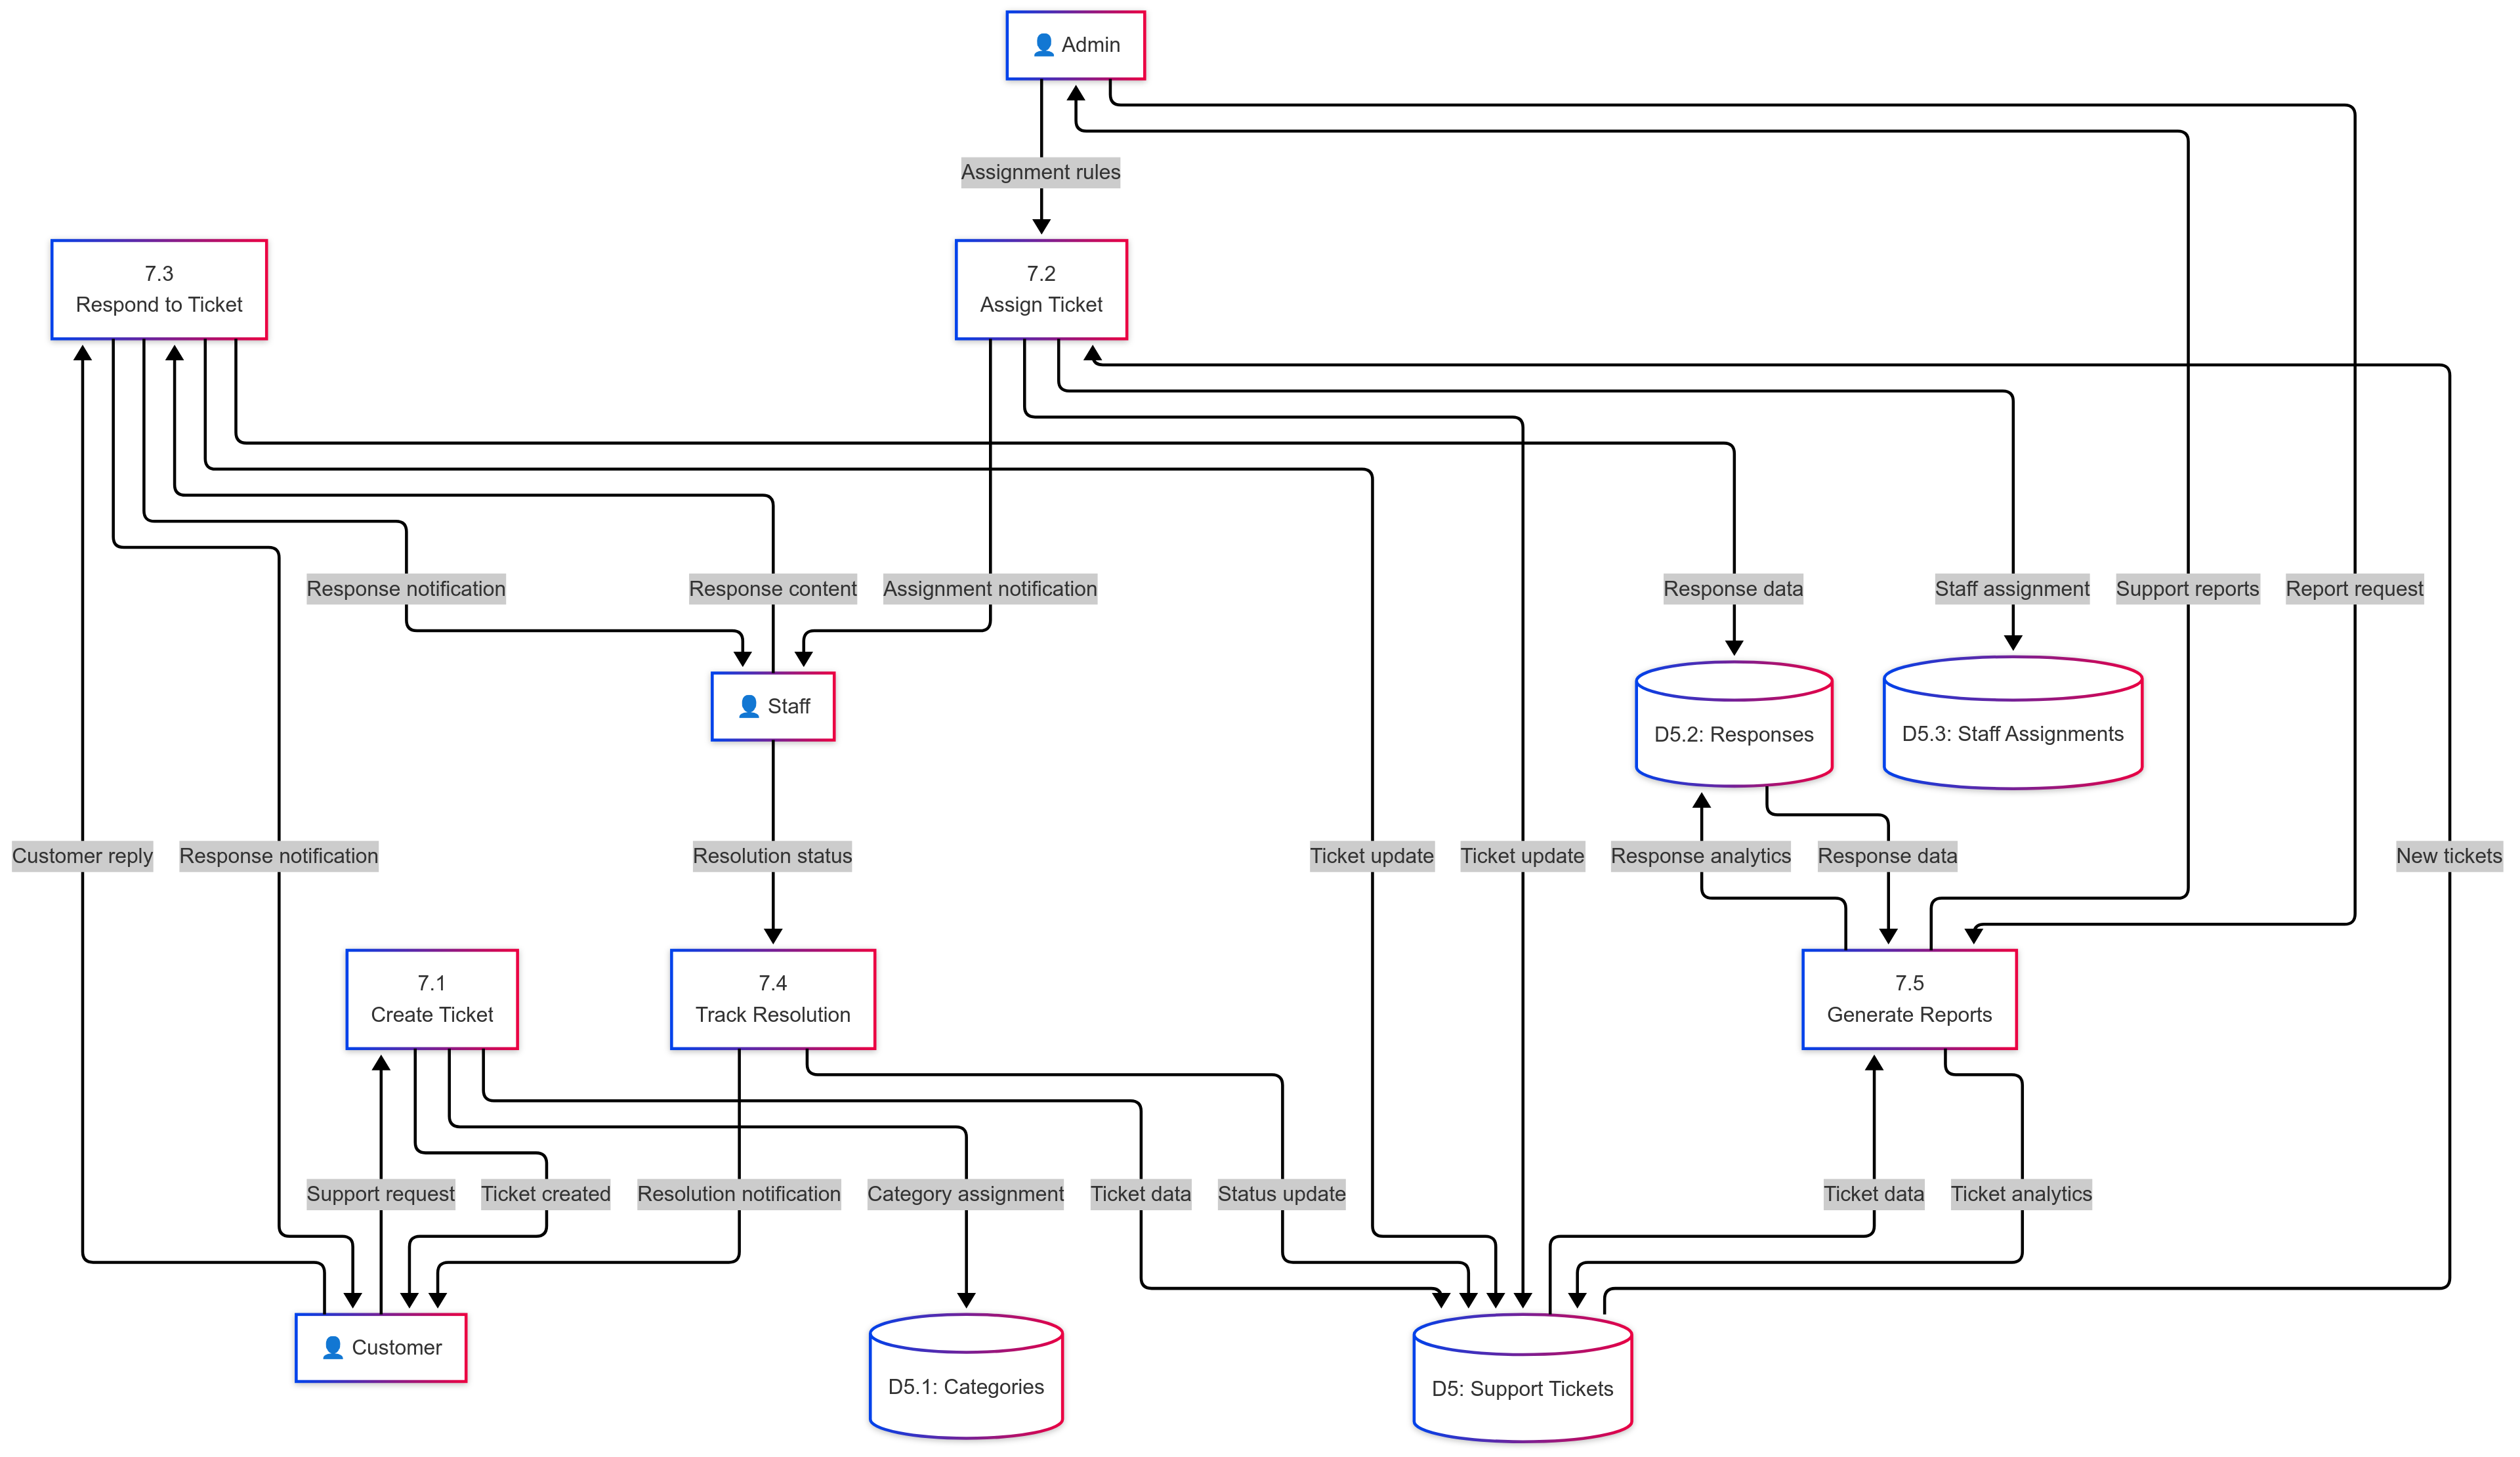 Admin
Assignment rules
7.3
Respond to Ticket
7.2
Assign Ticket
Response notification
Response content
Assignment notification
Response data
Staff assignment
Support reports
Report request
Staff
D5.2: Responses
D5.3: Staff Assignments
Customer reply
Response notification
Resolution status
Ticket update
Ticket update
Response analytics
Response data
New tickets
7.1
Create Ticket
7.4
Track Resolution
7.5
Generate Reports
Support request
Ticket created
Resolution notification
Category assignment
Ticket data
Status update
Ticket data
Ticket analytics
Customer
D5.1: Categories
D5: Support Tickets